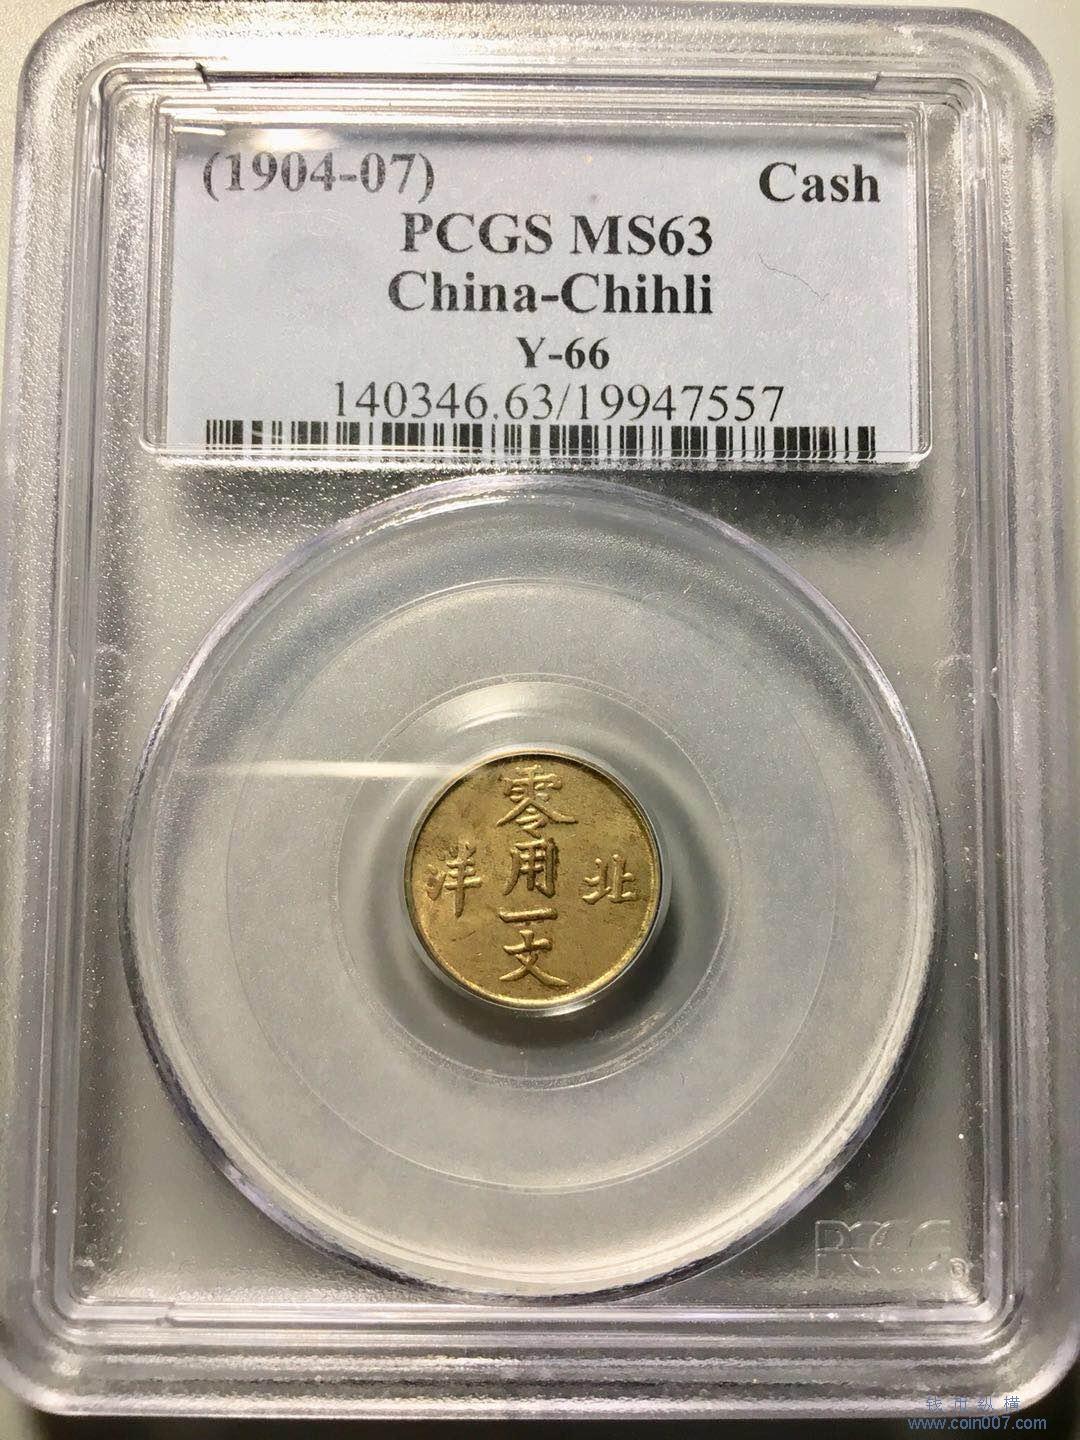 (1904-07) Cash
PCGS MS63
China-Chihli
Y-66
140346.63/19947557
零用一文
北洋
PCGS®
钱币纵横
www.coin007.com